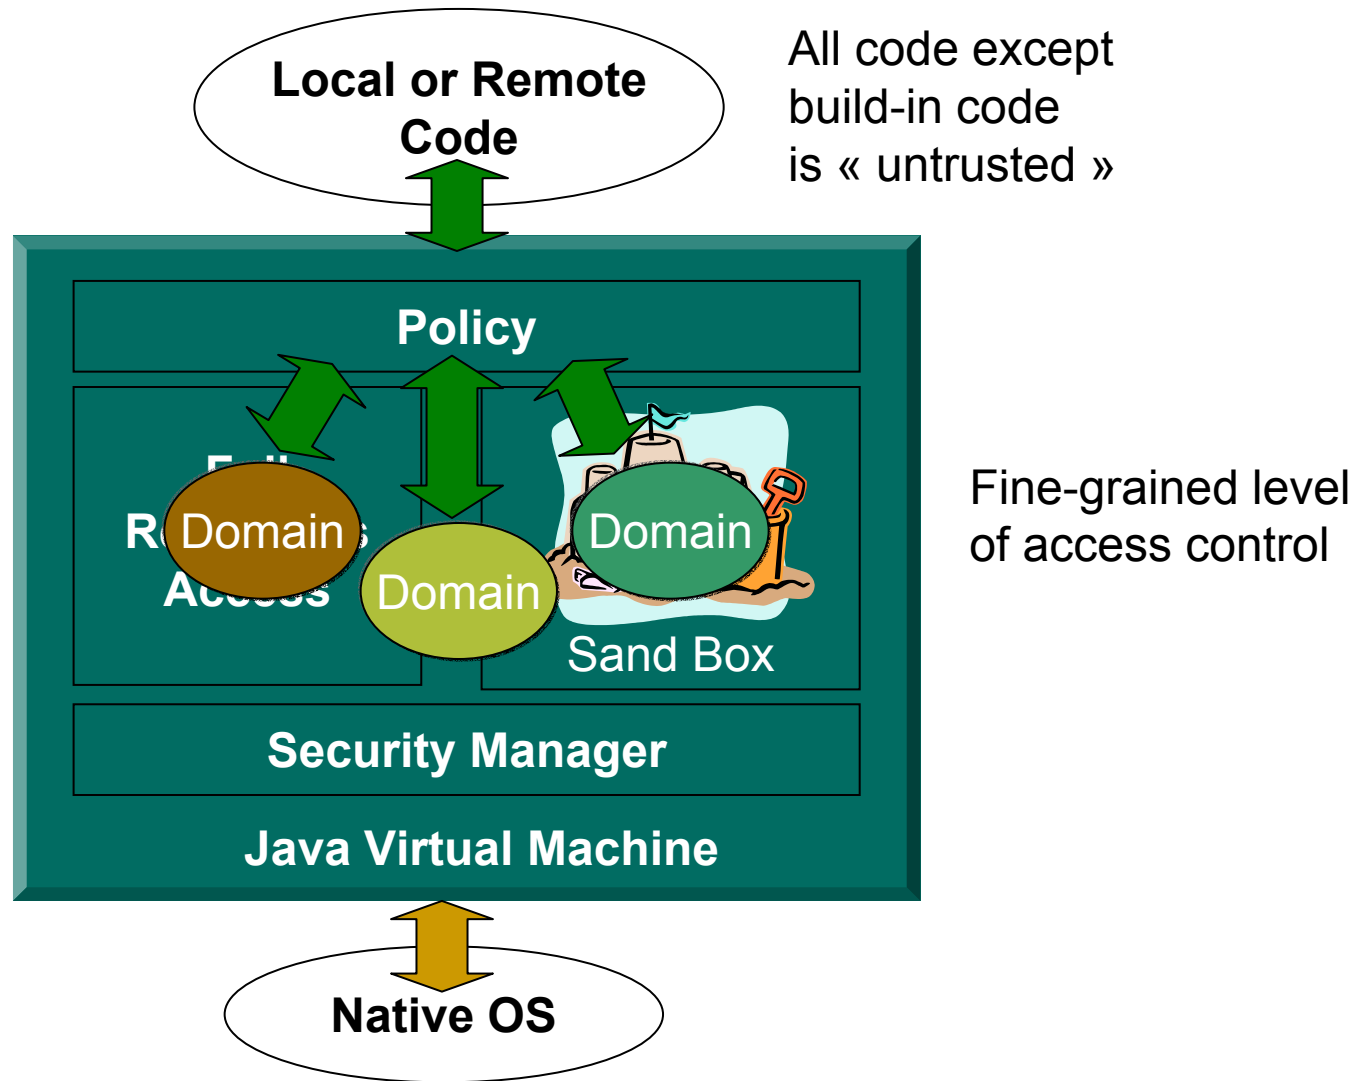 Local or Remote
Code
All code except
build-in code
is « untrusted »
Policy
Domain
Domain
Domain
Sand Box
Fine-grained level
of access control
Security Manager
Java Virtual Machine
Native OS